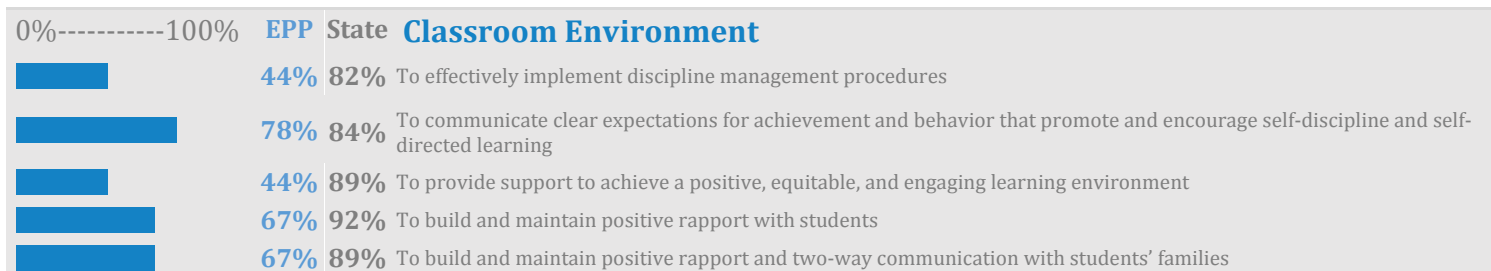 0%-----------100% EPP State Classroom Environment
44% 82% To effectively implement discipline management procedures
78% 84% To communicate clear expectations for achievement and behavior that promote and encourage self-discipline and self-
directed learning
44% 89% To provide support to achieve a positive, equitable, and engaging learning environment
67% 92% To build and maintain positive rapport with students
67% 89% To build and maintain positive rapport and two-way communication with students’ families